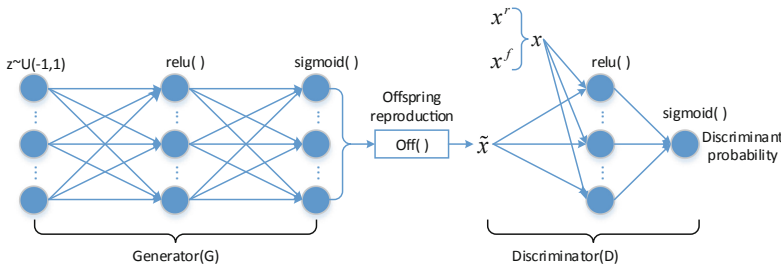 z~U(-1,1)
relu( )
sigmoid( )
Offspring
reproduction
Off( )
x̃
x^r
x^f
x
relu( )
sigmoid( )
Discriminant
probability
Generator(G)
Discriminator(D)